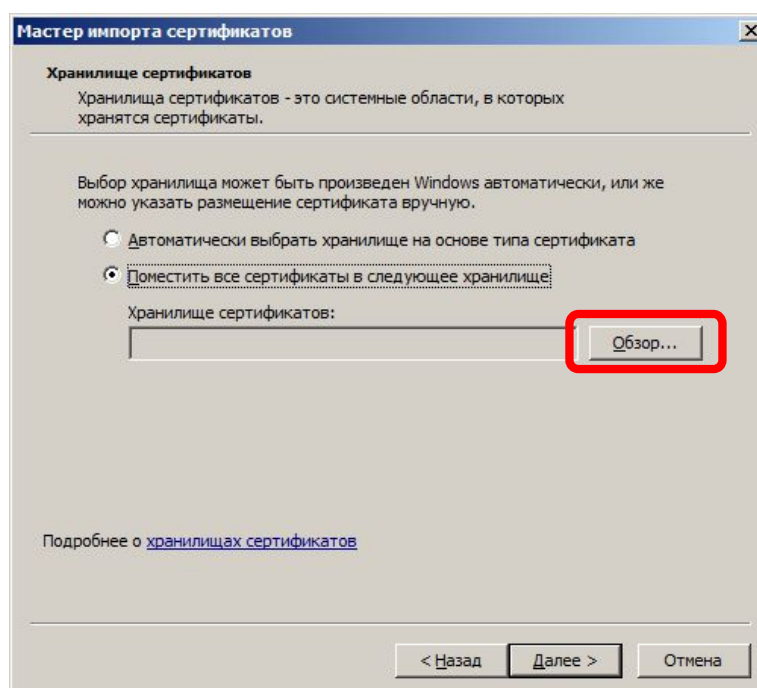 Мастер импорта сертификатов
Хранилище сертификатов
Хранилища сертификатов - это системные области, в которых
хранятся сертификаты.
Выбор хранилища может быть произведен Windows автоматически, или же
можно указать размещение сертификата вручную.
Автоматически выбрать хранилище на основе типа сертификата
Поместить все сертификаты в следующее хранилище
Хранилище сертификатов:
Обзор...
Подробнее о хранилищах сертификатов
< Назад Далее > Отмена